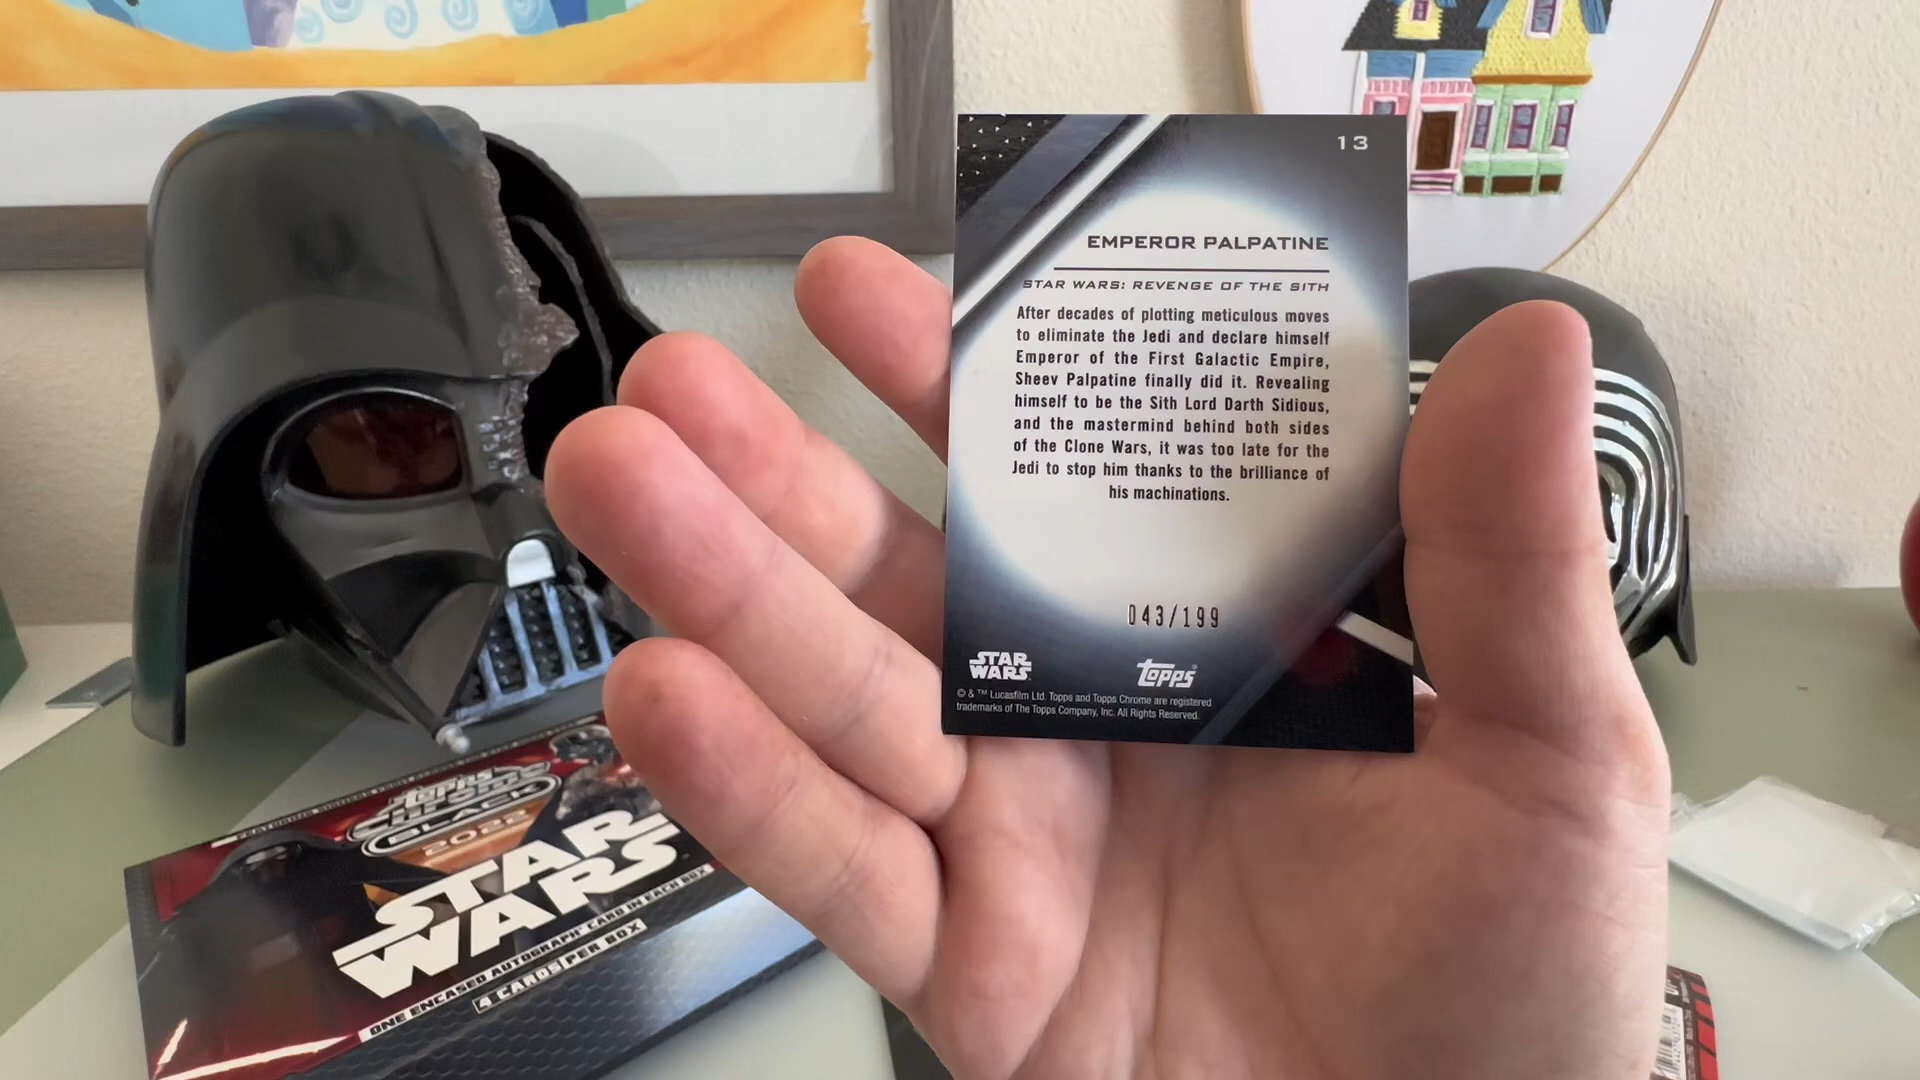 13
EMPEROR PALPATINE
STAR WARS: REVENGE OF THE SITH
After decades of plotting meticulous moves
to eliminate the Jedi and declare himself
Emperor of the First Galactic Empire,
Sheev Palpatine finally did it. Revealing
himself to be the Sith Lord Darth Sidious,
and the mastermind behind both sides
of the Clone Wars, it was too late for the
Jedi to stop him thanks to the brilliance of
his machinations.
043/199
STAR
WARS
topps
© & ™ Lucasfilm Ltd. Topps and Topps Chrome are registered
trademarks of The Topps Company, Inc. All Rights Reserved.
topps
CHROME
BLACK
2022
STAR
WARS
ONE ENCASED AUTOGRAPH CARD IN EACH BOX
4 CARDS PER BOX